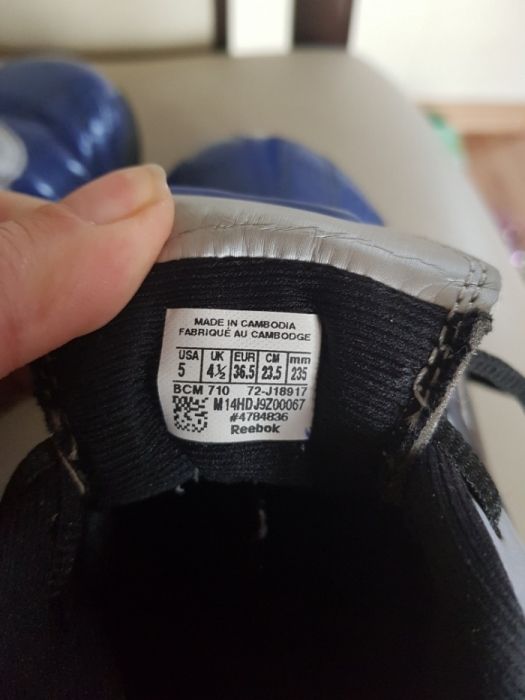 MADE IN CAMBODIA
FABRIQUÉ AU CAMBODGE
USA UK EUR CM mm
5 4½ 36.5 23.5 235
BCM 710 72-J18917
M14HDJ9Z00067
#4784836
Reebok